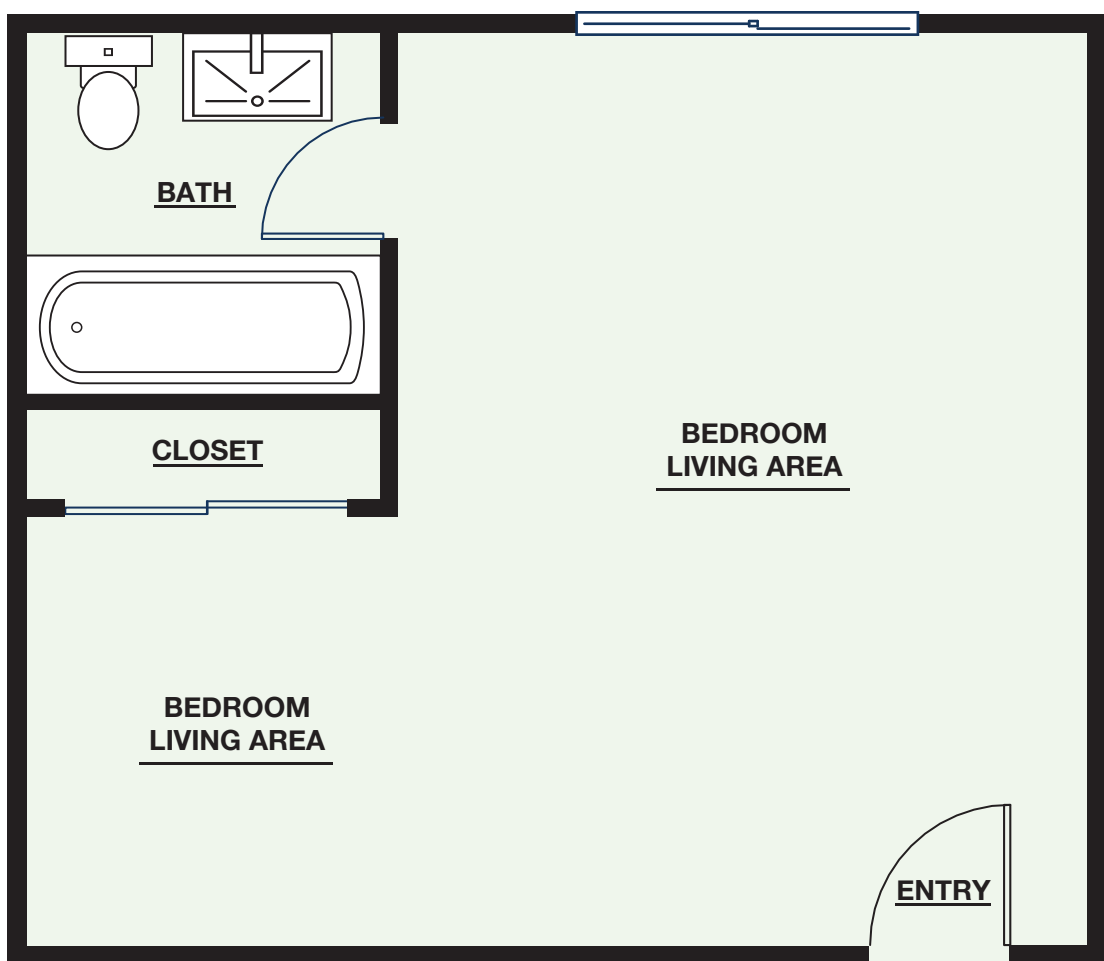 BATH
CLOSET
BEDROOM
LIVING AREA
BEDROOM
LIVING AREA
ENTRY